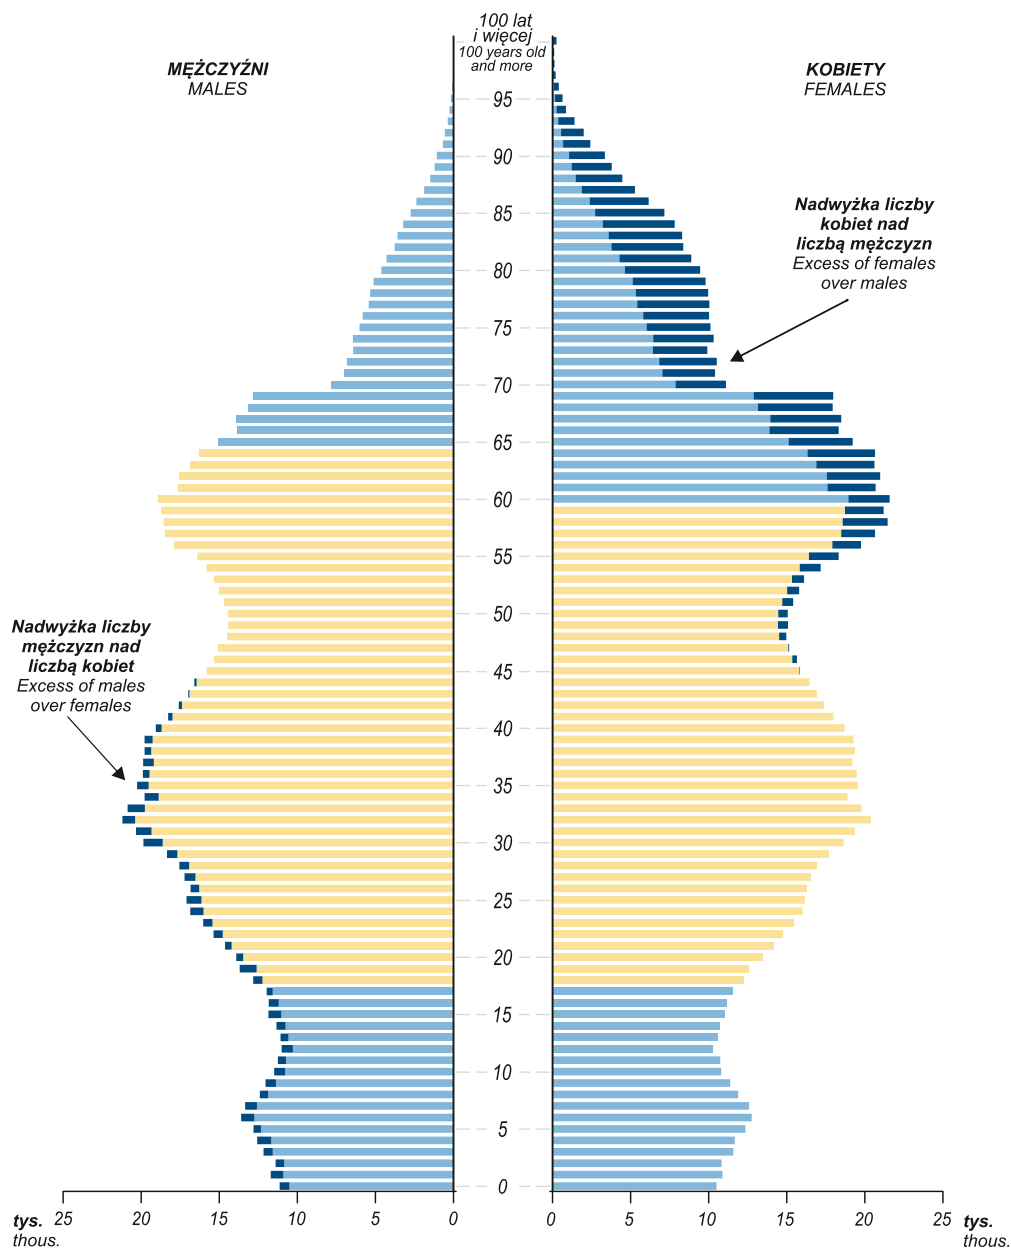 100 lat
i więcej
100 years old
and more
MĘŻCZYŹNI
MALES
KOBIETY
FEMALES
95
90
Nadwyżka liczby
kobiet nad
liczbą mężczyzn
Excess of females
over males
85
80
75
70
65
60
55
50
Nadwyżka liczby
mężczyzn nad
liczbą kobiet
Excess of males
over females
45
40
35
30
25
20
15
10
5
0
tys. 25 20 15 10 5 0 0 5 10 15 20 25 tys.
thous. thous.